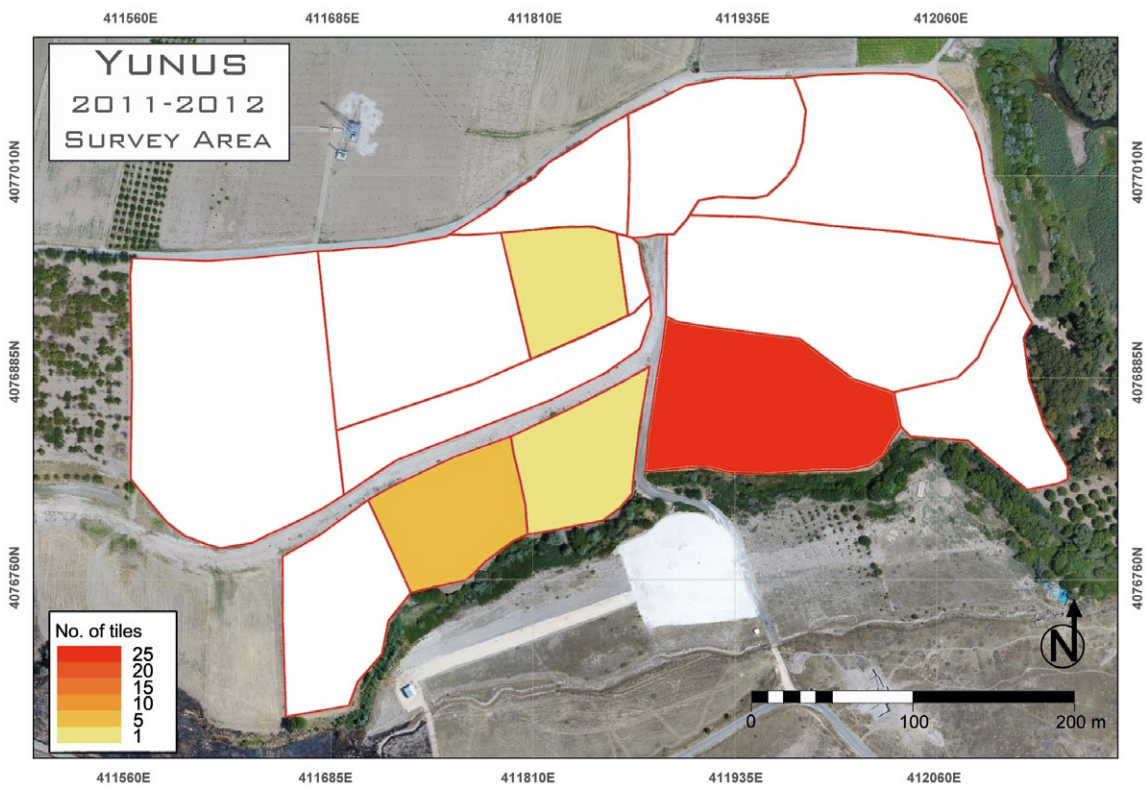 411560E 411685E 411810E 411935E 412060E
YUNUS
2011-2012
SURVEY AREA
4077010N 4077010N
4076885N 4076885N
4076760N 4076760N
No. of tiles
25
20
15
10
5
1
N
0 100 200 m
411560E 411685E 411810E 411935E 412060E